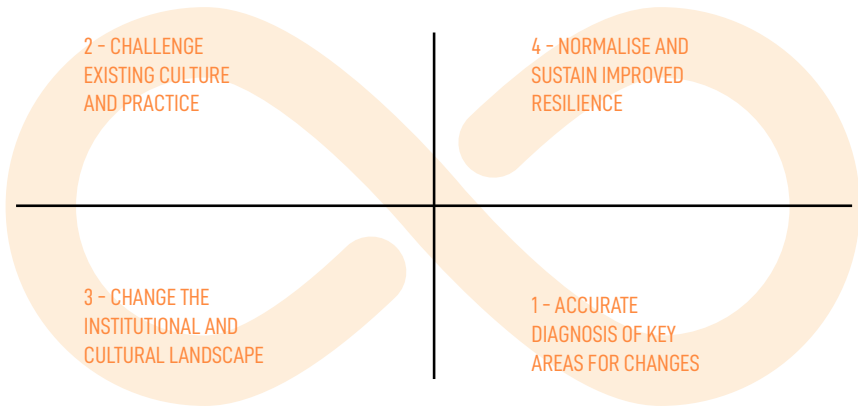 2 - CHALLENGE
EXISTING CULTURE
AND PRACTICE
4 - NORMALISE AND
SUSTAIN IMPROVED
RESILIENCE
3 - CHANGE THE
INSTITUTIONAL AND
CULTURAL LANDSCAPE
1 - ACCURATE
DIAGNOSIS OF KEY
AREAS FOR CHANGES